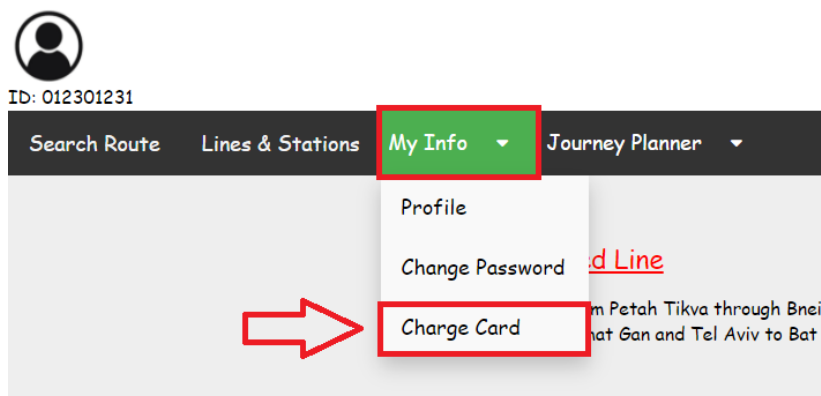 ID: 012301231
Search Route Lines & Stations My Info Journey Planner
Profile
Change Password
Charge Card
d Line
m Petah Tikva through Bnei
hat Gan and Tel Aviv to Bat